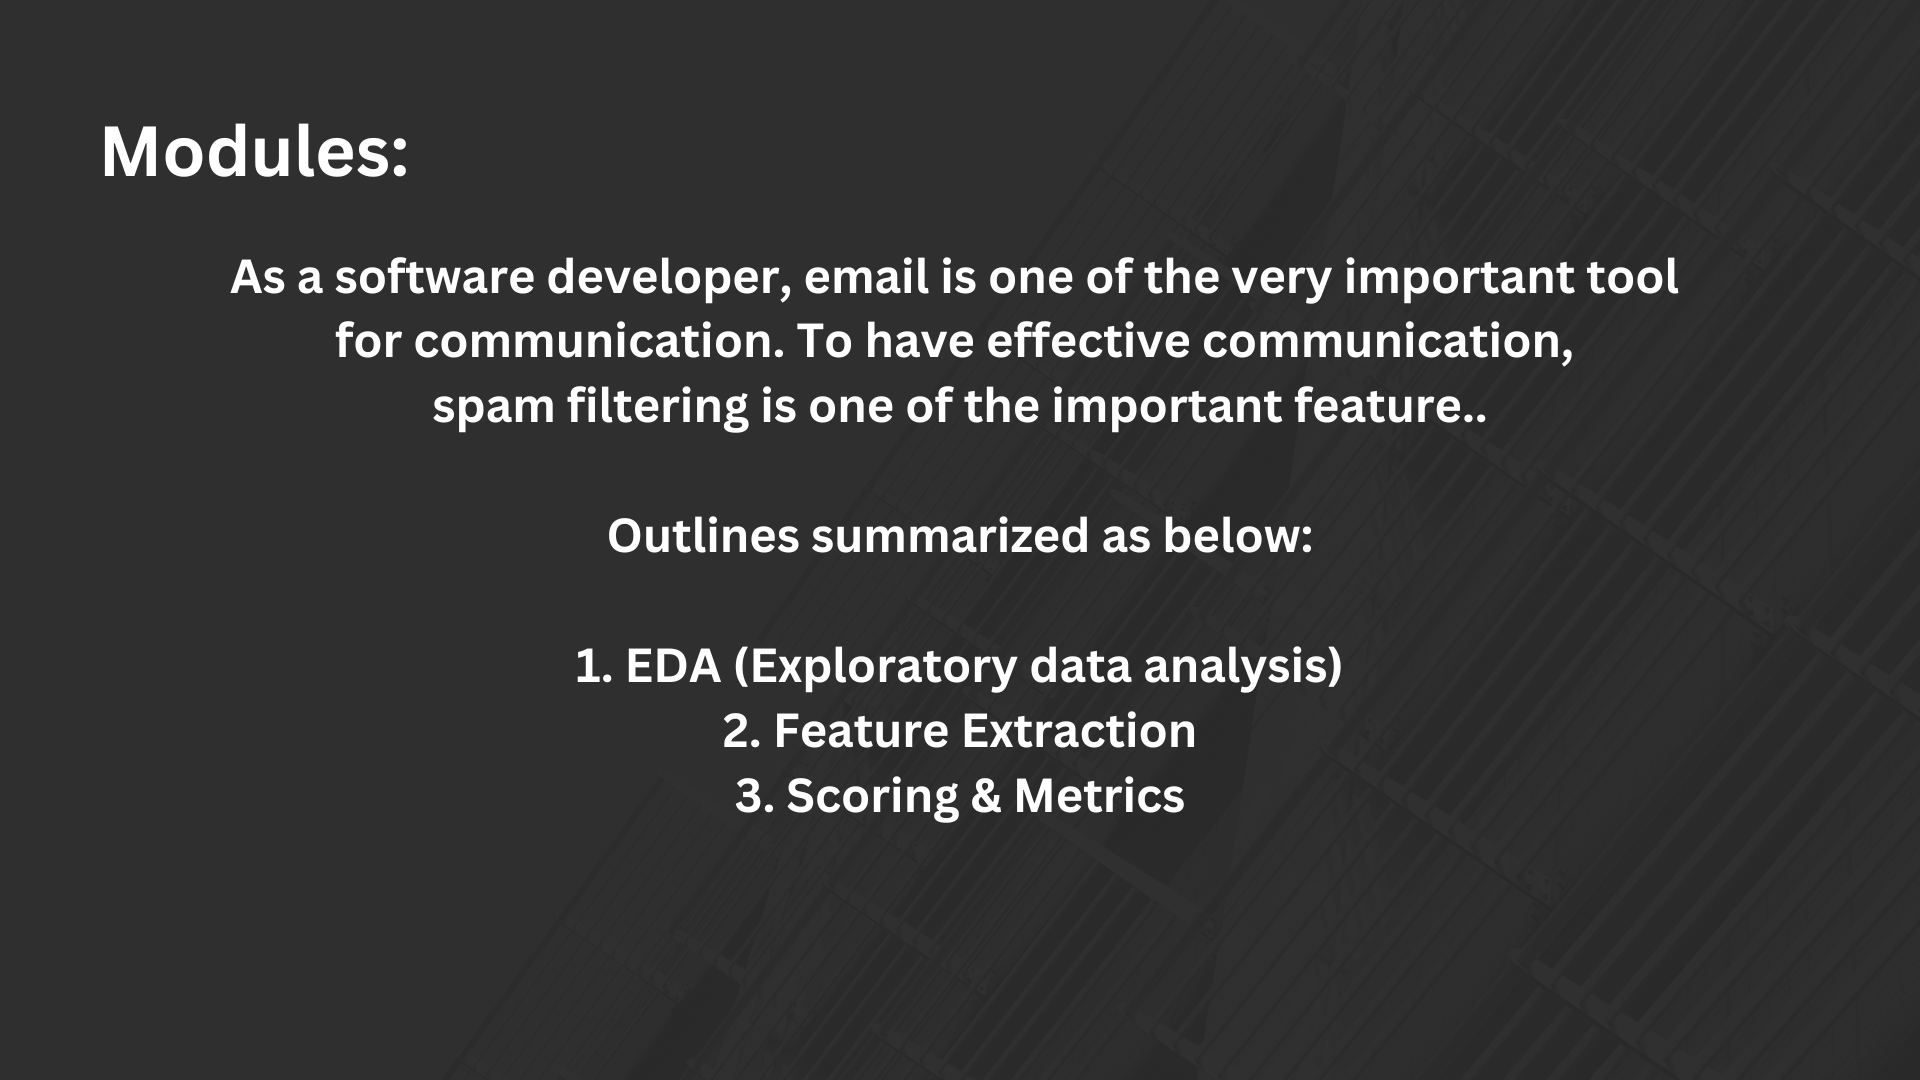 Modules:
As a software developer, email is one of the very important tool
for communication. To have effective communication,
spam filtering is one of the important feature..
Outlines summarized as below:
1. EDA (Exploratory data analysis)
2. Feature Extraction
3. Scoring & Metrics